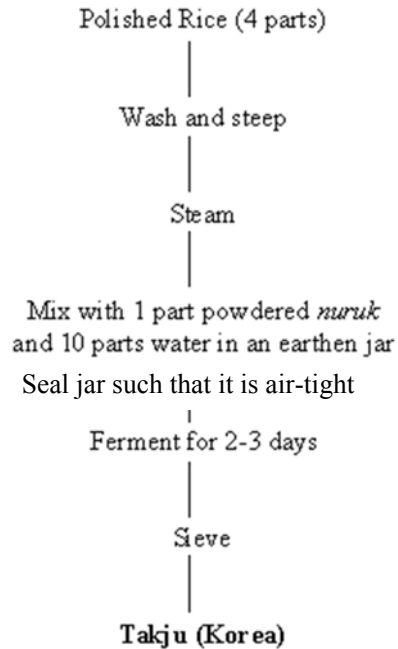 Polished Rice (4 parts)
Wash and steep
Steam
Mix with 1 part powdered nuruk
and 10 parts water in an earthen jar
Seal jar such that it is air-tight
Ferment for 2-3 days
Sieve
Takju (Korea)